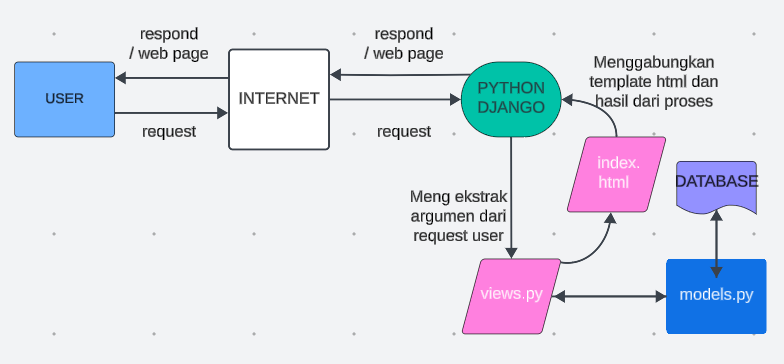 respond
/ web page
respond
/ web page
USER
INTERNET
PYTHON
DJANGO
Menggabungkan
template html dan
hasil dari proses
request
request
index.
html
DATABASE
Meng ekstrak
argumen dari
request user
views.py
models.py